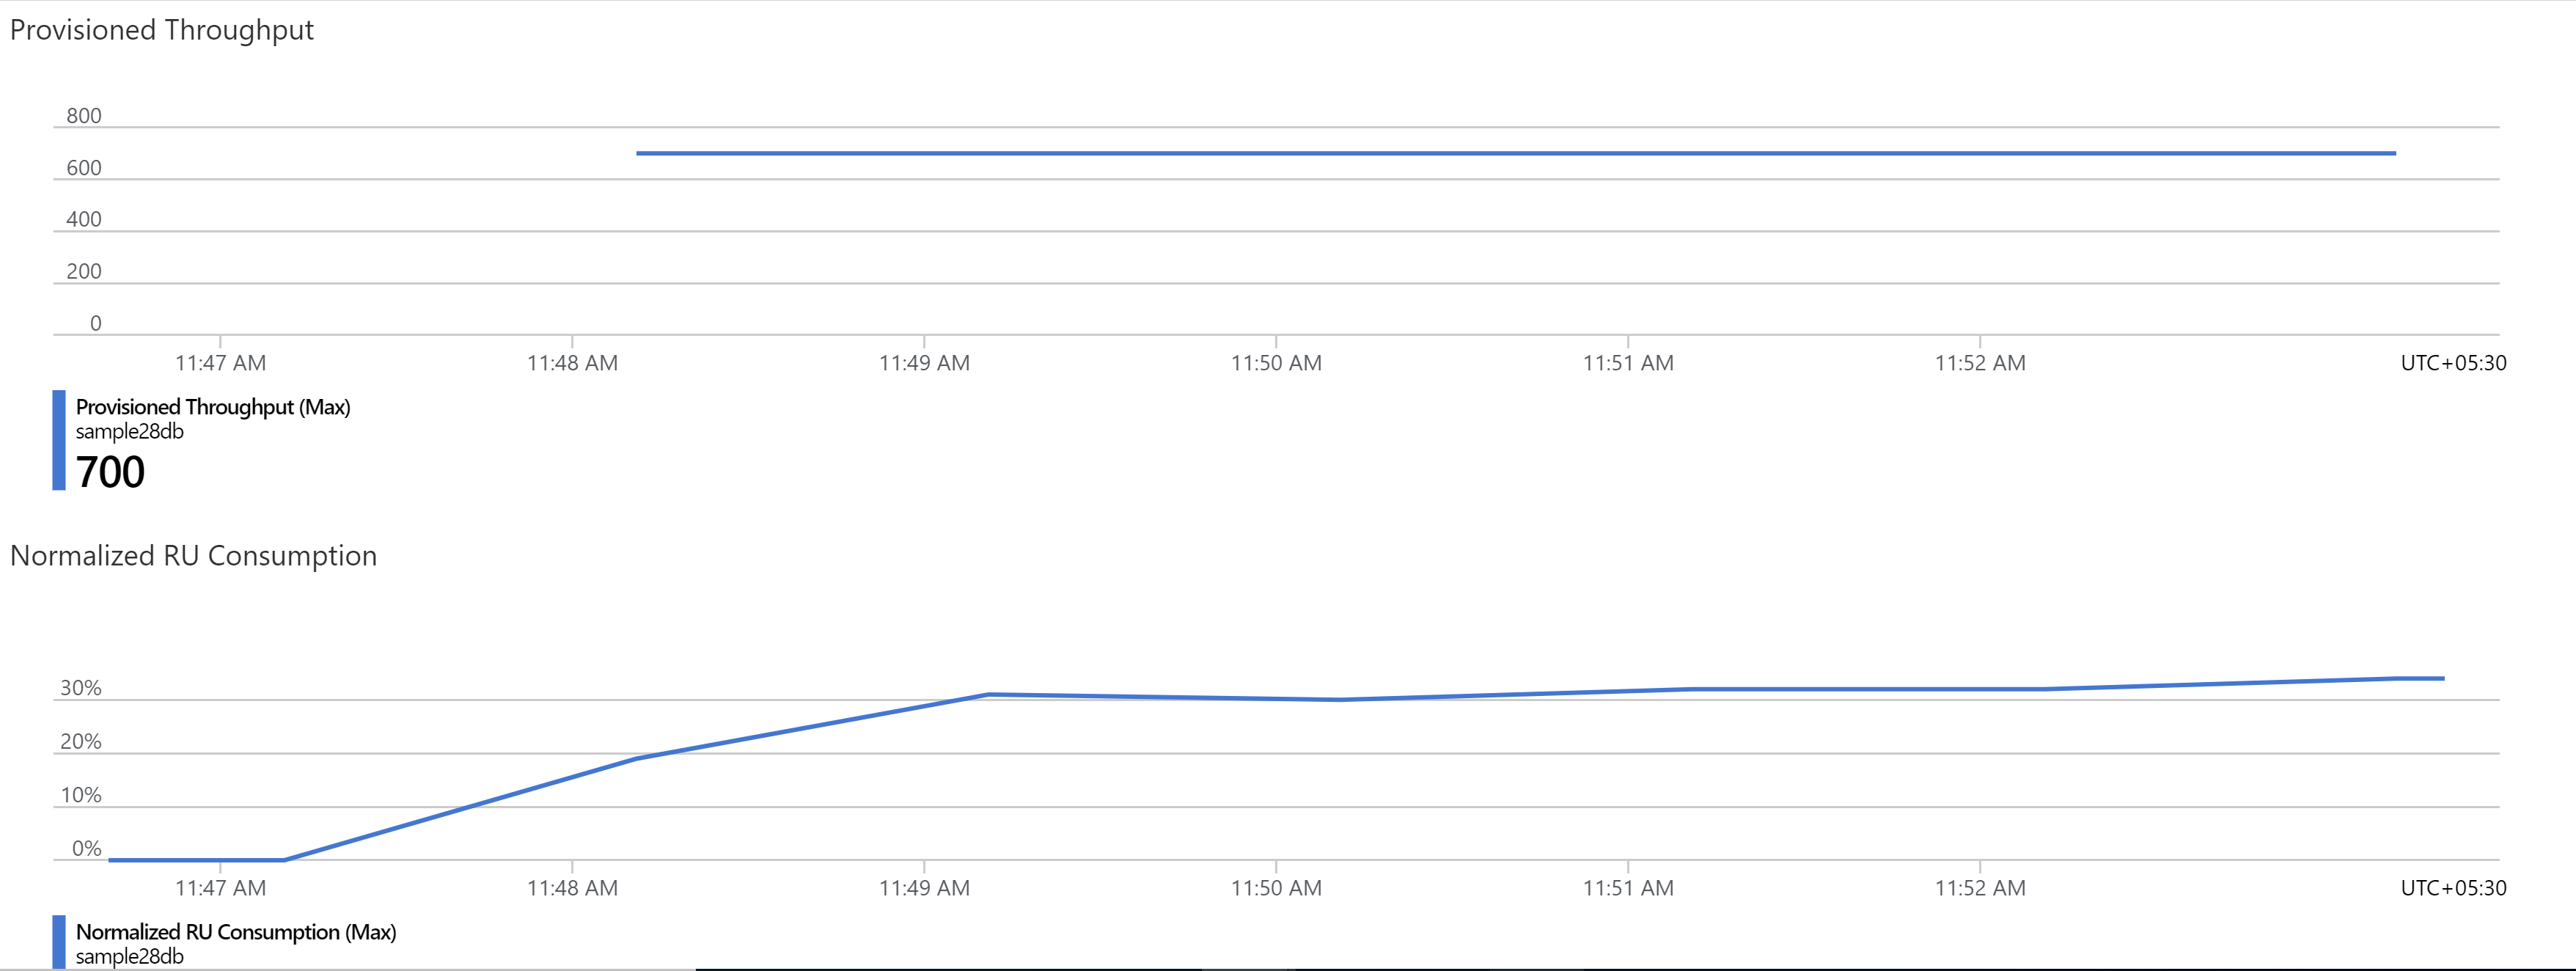 Provisioned Throughput
800
600
400
200
0
11:47 AM 11:48 AM 11:49 AM 11:50 AM 11:51 AM 11:52 AM UTC+05:30
Provisioned Throughput (Max)
sample28db
700
Normalized RU Consumption
30%
20%
10%
0%
11:47 AM 11:48 AM 11:49 AM 11:50 AM 11:51 AM 11:52 AM UTC+05:30
Normalized RU Consumption (Max)
sample28db